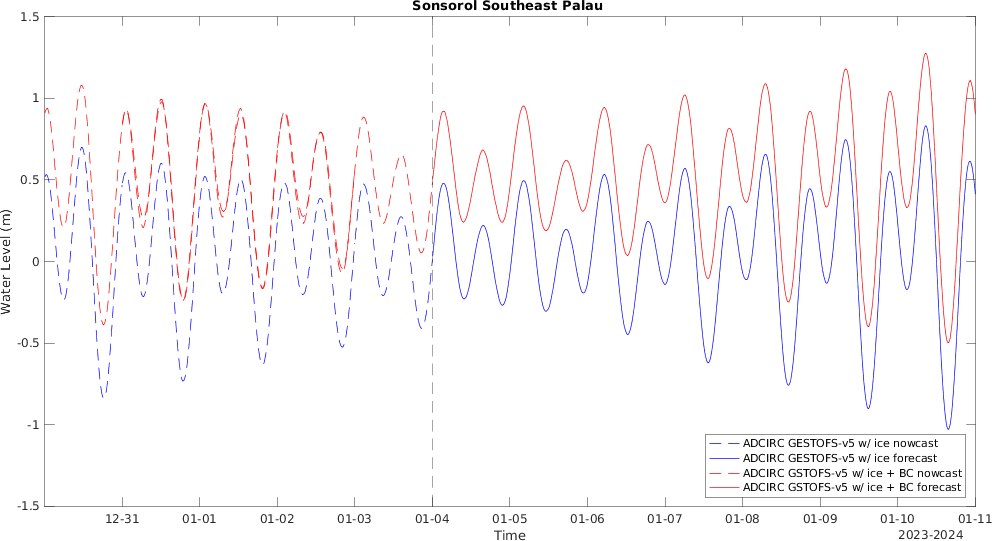 Sonsorol Southeast Palau
1.5
1
0.5
0
-0.5
-1
-1.5
Water Level (m)
12-31
01-01
01-02
01-03
01-04
01-05
01-06
01-07
01-08
01-09
01-10
01-11
Time
2023-2024
ADCIRC GESTOFS-v5 w/ ice nowcast
ADCIRC GESTOFS-v5 w/ ice forecast
ADCIRC GSTOFS-v5 w/ ice + BC nowcast
ADCIRC GSTOFS-v5 w/ ice + BC forecast